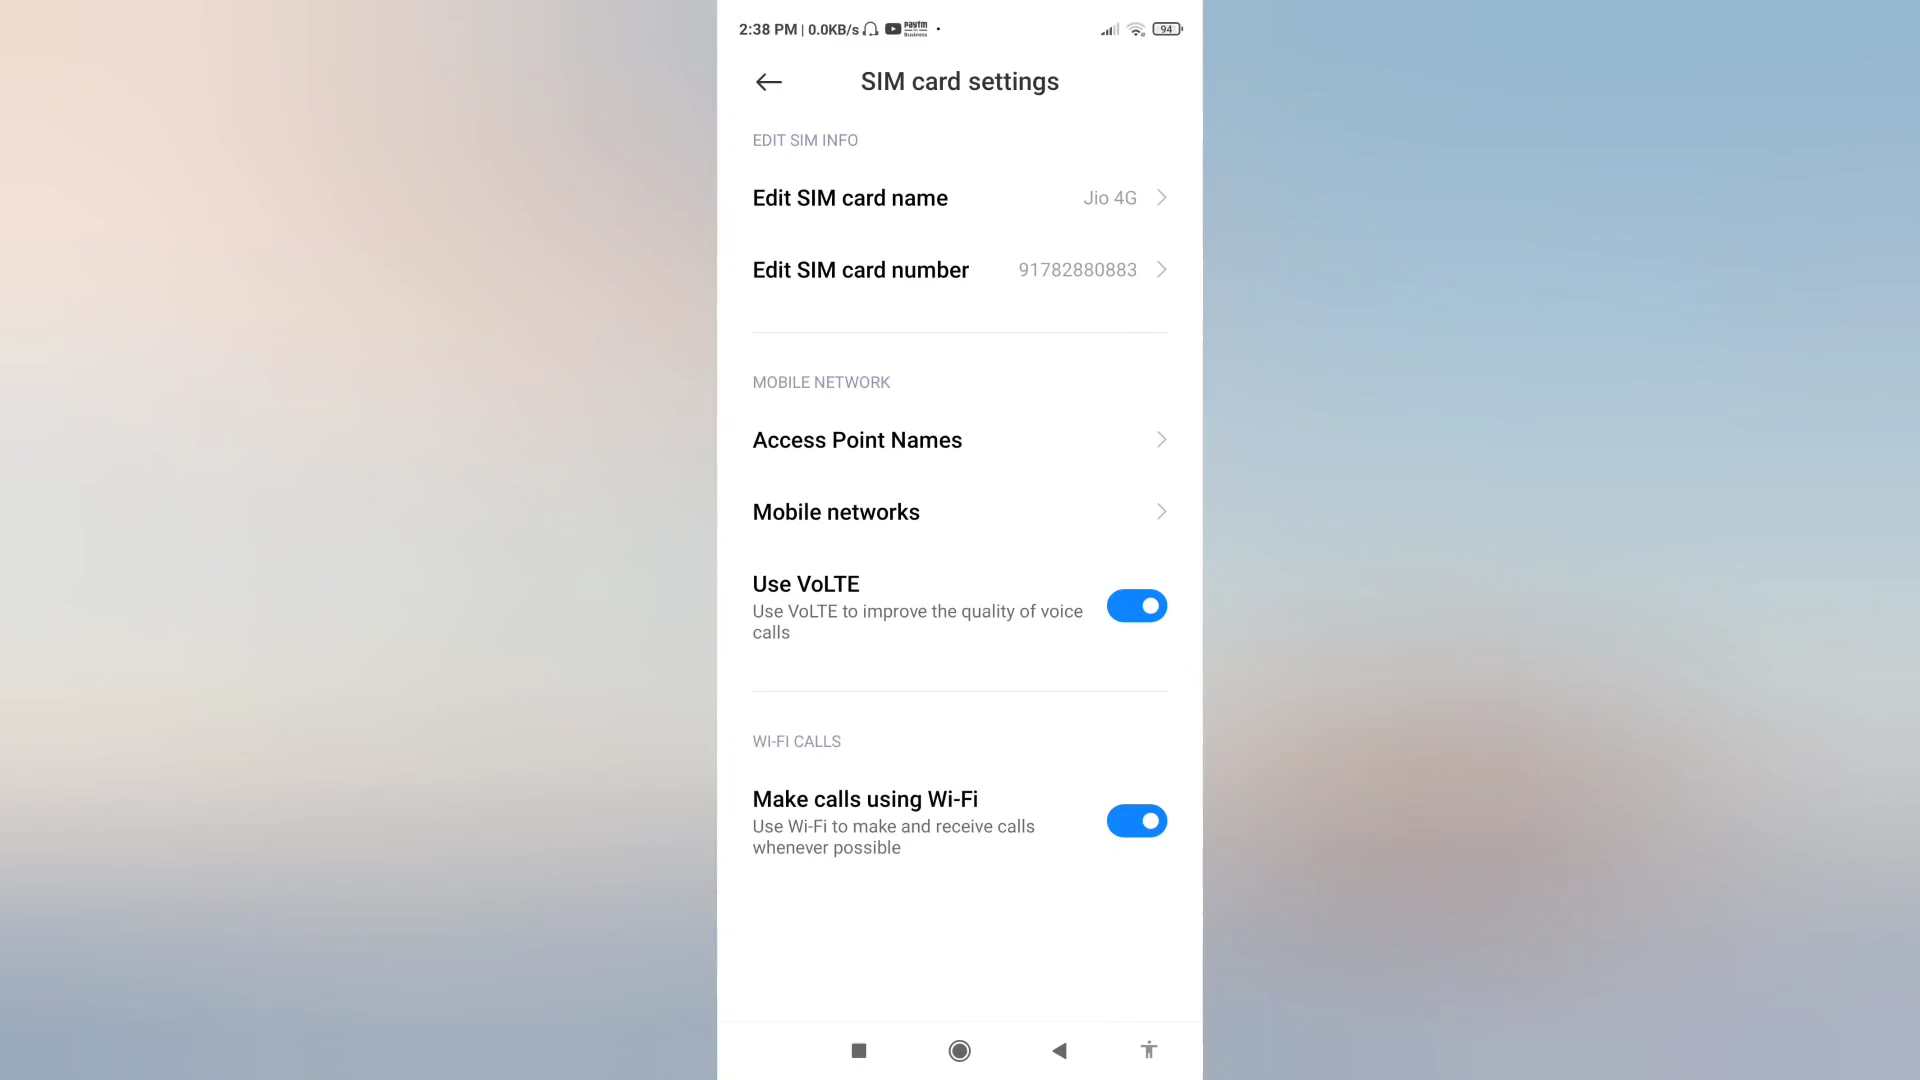 2:38 PM | 0.0KB/s paytm Business 94
SIM card settings
EDIT SIM INFO
Edit SIM card name Jio 4G
Edit SIM card number 91782880883
MOBILE NETWORK
Access Point Names
Mobile networks
Use VoLTE
Use VoLTE to improve the quality of voice
calls
WI-FI CALLS
Make calls using Wi-Fi
Use Wi-Fi to make and receive calls
whenever possible